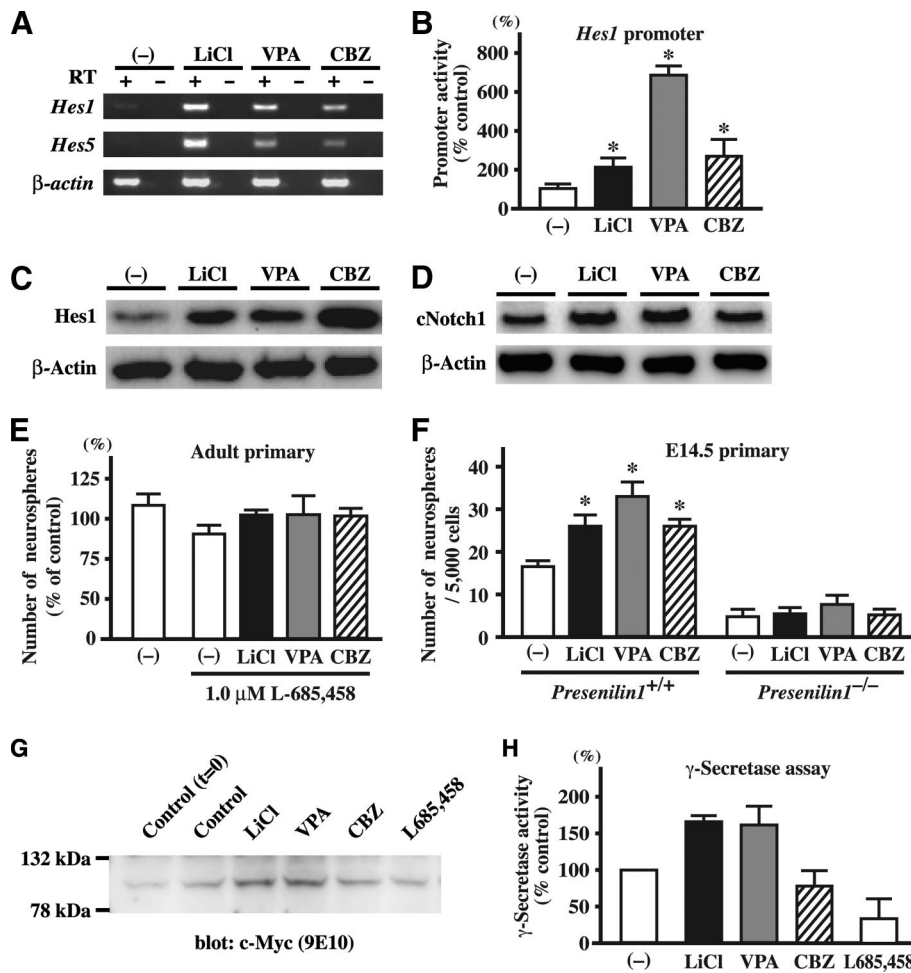 A
(–) LiCl VPA CBZ
RT + – + – + – + –
Hes1
Hes5
β-actin
B
(%)
Hes1 promoter
Promoter activity
(% control)
800
600
400
200
0
* * *
(–) LiCl VPA CBZ
C
(–) LiCl VPA CBZ
Hes1
β-Actin
D
(–) LiCl VPA CBZ
cNotch1
β-Actin
E
(%)
Adult primary
Number of neurospheres
(% of control)
125
100
75
50
0
(–) (–) LiCl VPA CBZ
1.0 μM L-685,458
F
E14.5 primary
Number of neurospheres
/ 5,000 cells
40
30
20
10
0
* * *
(–) LiCl VPA CBZ (–) LiCl VPA CBZ
Presenilin1+/+ Presenilin1–/–
G
Control (t=0) Control LiCl VPA CBZ L685,458
132 kDa
78 kDa
blot: c-Myc (9E10)
H
(%)
γ-Secretase assay
γ-Secretase activity
(% control)
200
150
100
50
0
(–) LiCl VPA CBZ L685,458